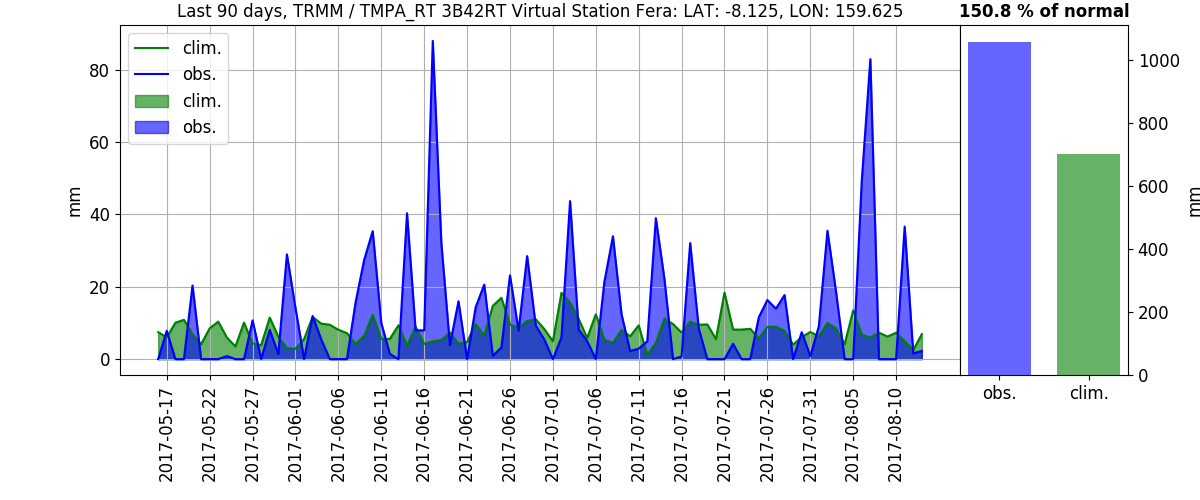 Last 90 days, TRMM / TMPA_RT 3B42RT Virtual Station Fera: LAT: -8.125, LON: 159.625
150.8 % of normal
clim.
obs.
clim.
obs.
mm
80
60
40
20
0
2017-05-17
2017-05-22
2017-05-27
2017-06-01
2017-06-06
2017-06-11
2017-06-16
2017-06-21
2017-06-26
2017-07-01
2017-07-06
2017-07-11
2017-07-16
2017-07-21
2017-07-26
2017-07-31
2017-08-05
2017-08-10
1000
800
600
400
200
0
mm
obs.
clim.